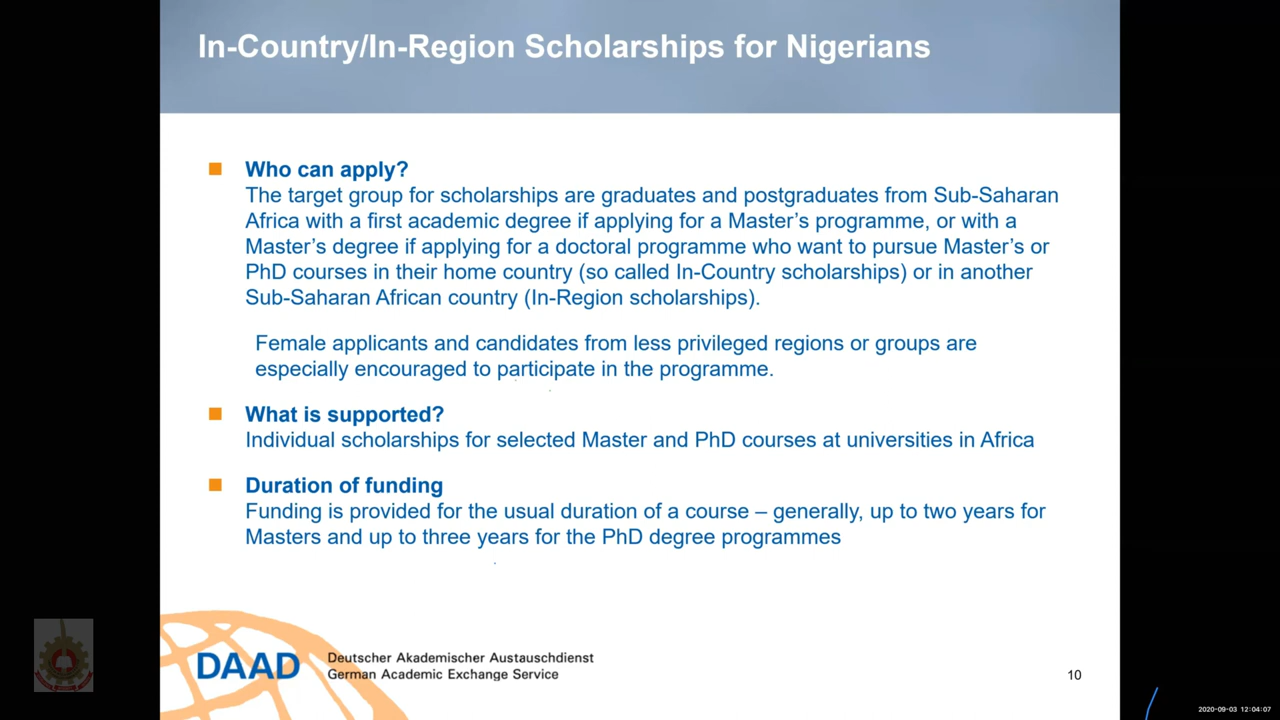 In-Country/In-Region Scholarships for Nigerians
Who can apply?
The target group for scholarships are graduates and postgraduates from Sub-Saharan
Africa with a first academic degree if applying for a Master's programme, or with a
Master's degree if applying for a doctoral programme who want to pursue Master's or
PhD courses in their home country (so called In-Country scholarships) or in another
Sub-Saharan African country (In-Region scholarships).
Female applicants and candidates from less privileged regions or groups are
especially encouraged to participate in the programme.
What is supported?
Individual scholarships for selected Master and PhD courses at universities in Africa
Duration of funding
Funding is provided for the usual duration of a course – generally, up to two years for
Masters and up to three years for the PhD degree programmes
DAAD
Deutscher Akademischer Austauschdienst
German Academic Exchange Service
10
2020-09-03 12:04:07